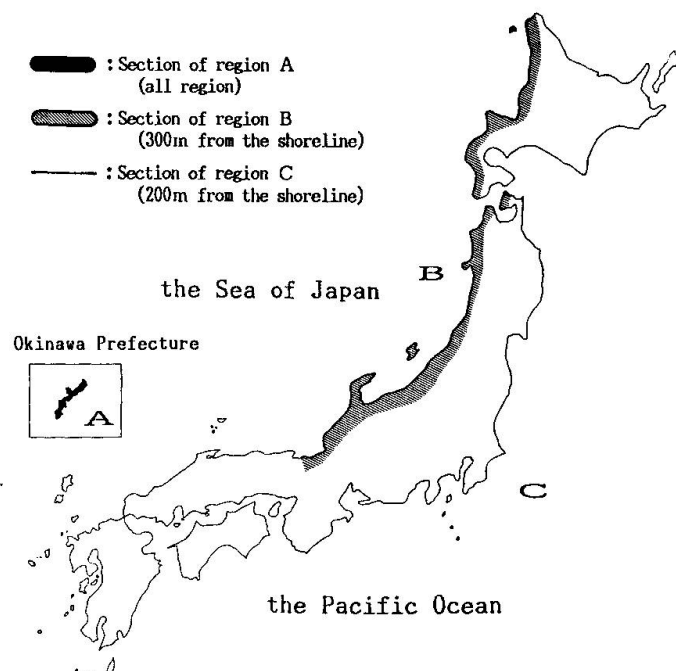 : Section of region A
(all region)
: Section of region B
(300m from the shoreline)
: Section of region C
(200m from the shoreline)
B
the Sea of Japan
Okinawa Prefecture
A
C
the Pacific Ocean